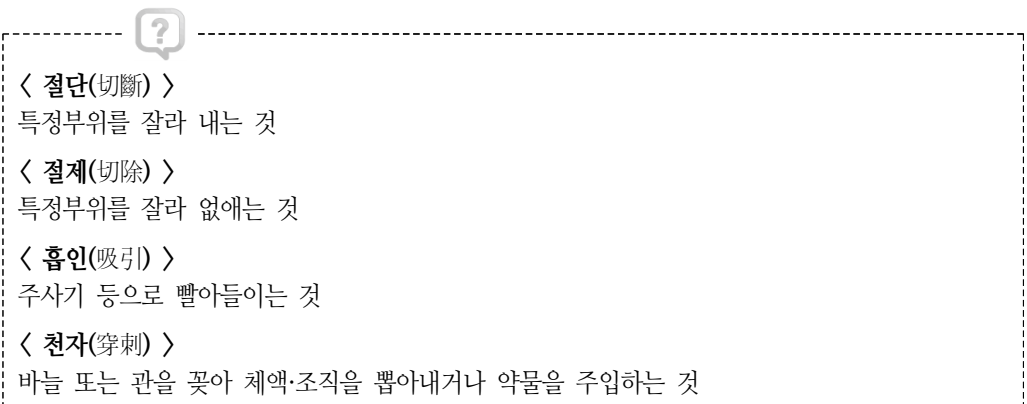 ?
〈 절단(切斷) 〉
특정부위를 잘라 내는 것
〈 절제(切除) 〉
특정부위를 잘라 없애는 것
〈 흡인(吸引) 〉
주사기 등으로 빨아들이는 것
〈 천자(穿刺) 〉
바늘 또는 관을 꽂아 체액·조직을 뽑아내거나 약물을 주입하는 것